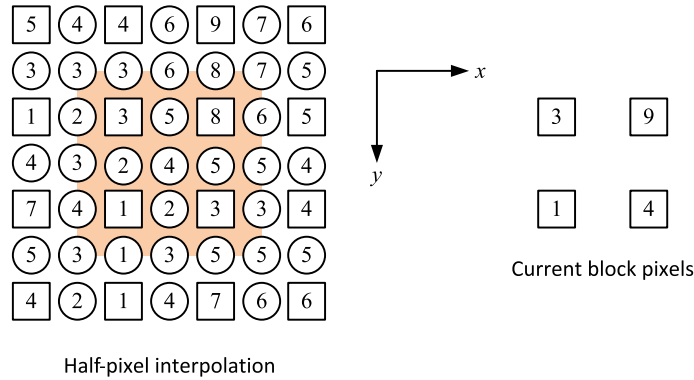 5 4 4 6 9 7 6
3 3 3 6 8 7 5
x
1 2 3 5 8 6 5
3 9
4 3 2 4 5 5 4
y
7 4 1 2 3 3 4
1 4
5 3 1 3 5 5 5
Current block pixels
4 2 1 4 7 6 6
Half-pixel interpolation